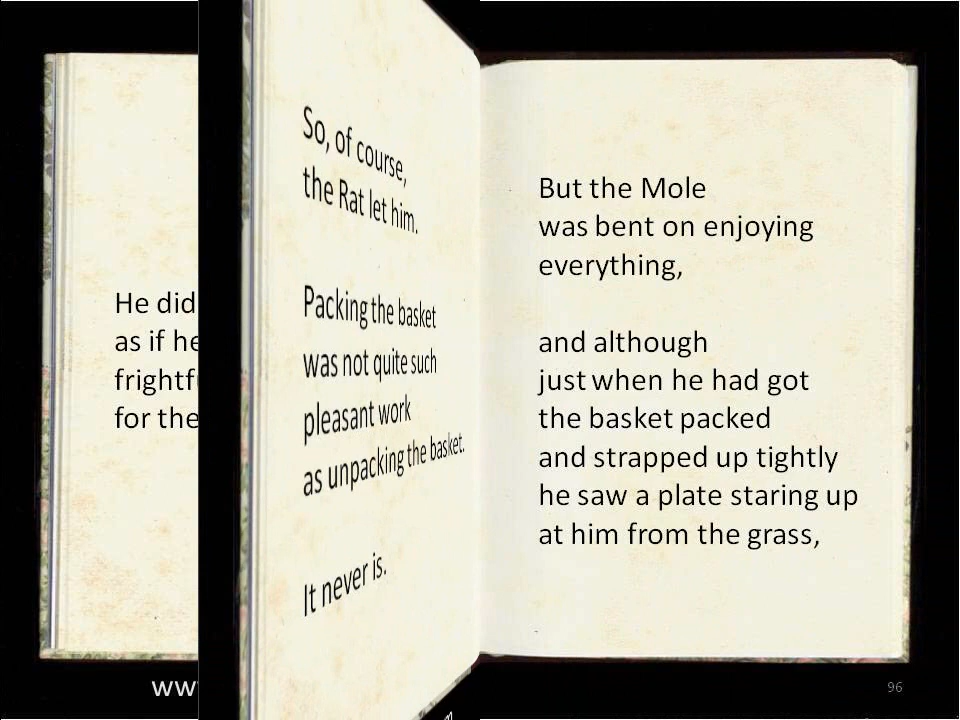 He did
as if he
for the
So, of course,
the Rat let him.
Packing the basket
was not quite such
pleasant work
as unpacking the basket.
It never is.
But the Mole
was bent on enjoying
everything,
and although
just when he had got
the basket packed
and strapped up tightly
he saw a plate staring up
at him from the grass,
96